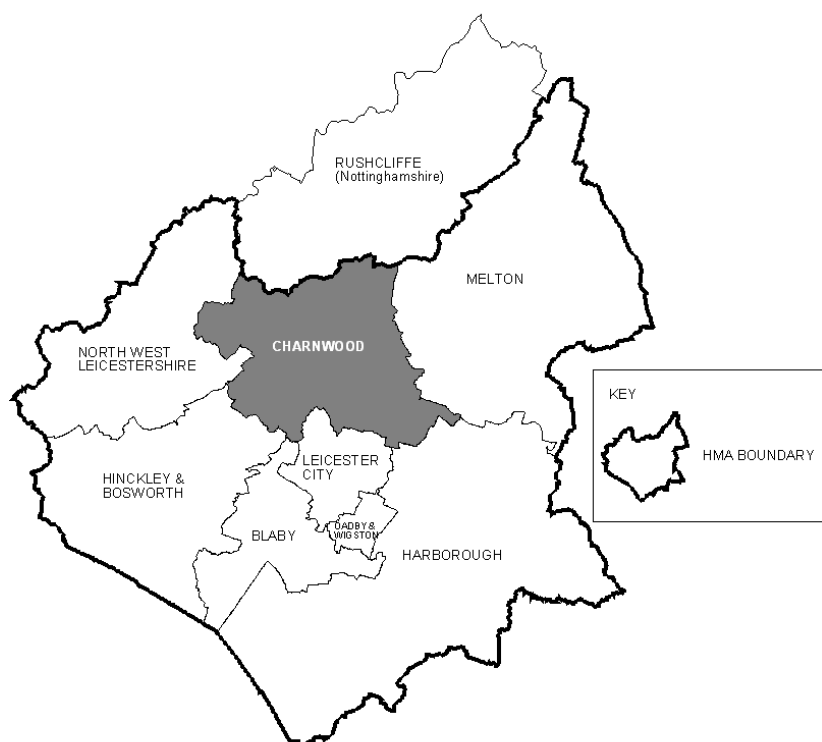 RUSHCLIFFE
(Nottinghamshire)
MELTON
CHARNWOOD
NORTH WEST
LEICESTERSHIRE
KEY
HMA BOUNDARY
LEICESTER
CITY
HINCKLEY &
BOSWORTH
OADBY &
WIGSTON
BLABY
HARBOROUGH